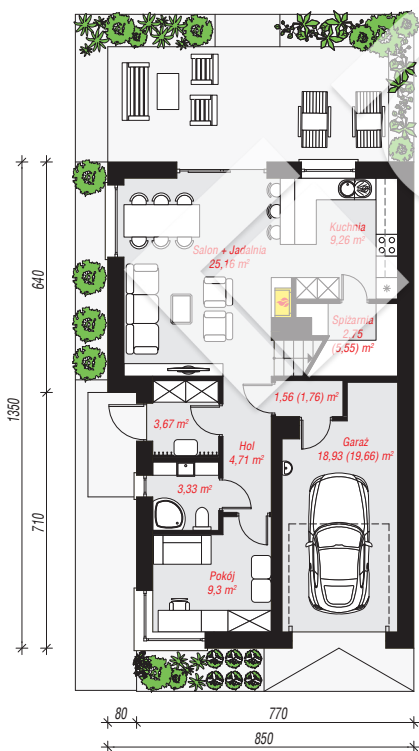 Kuchnia
9,26 m²
Salon + Jadalnia
25,16 m²
Spiżarnia
2,75
(5,55) m²
1,56 (1,76) m²
3,67 m²
Hol
4,71 m²
Garaż
18,93 (19,66) m²
3,33 m²
Pokój
9,3 m²
640
1350
710
80
770
850